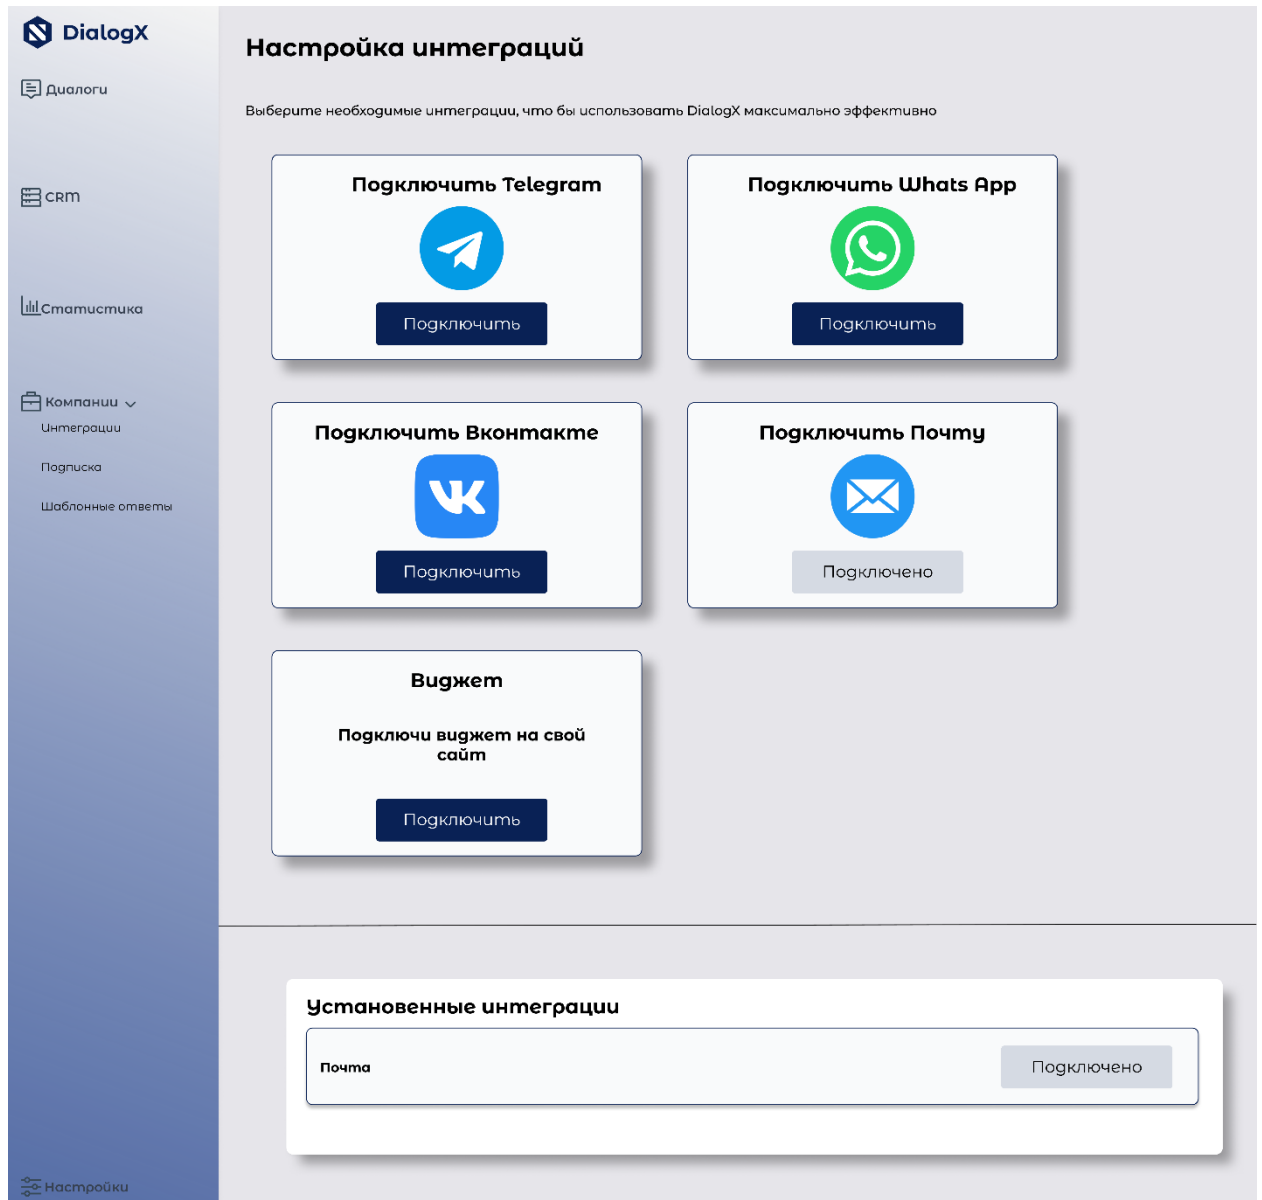 DialogX
Диалоги
CRM
Статистика
Компании
Интеграции
Подписка
Шаблонные ответы
Настройки
Настройка интеграций
Выберите необходимые интеграции, что бы использовать DialogX максимально эффективно
Подключить Telegram
Подключить
Подключить Whats App
Подключить
Подключить Вконтакте
Подключить
Подключить Почту
Подключено
Виджет
Подключи виджет на свой
сайт
Подключить
Установенные интеграции
Почта
Подключено